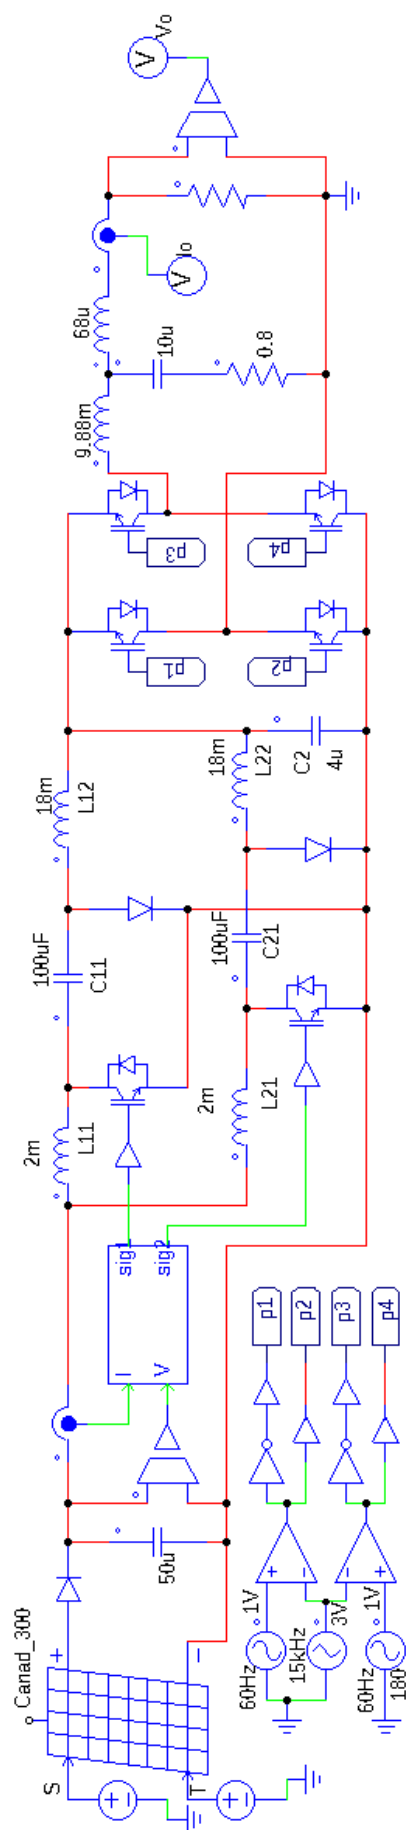 Canad_300
+
-
S
T
50u
I
V
sig1
sig2
2m
L11
100uF
C11
18m
L12
2m
L21
100uF
C21
18m
L22
C2
4u
p1
p2
p3
p4
9.88m
68u
10u
0.8
V
Io
V
Vo
60Hz
1V
15kHz
3V
60Hz
1V
180
p1
p2
p3
p4